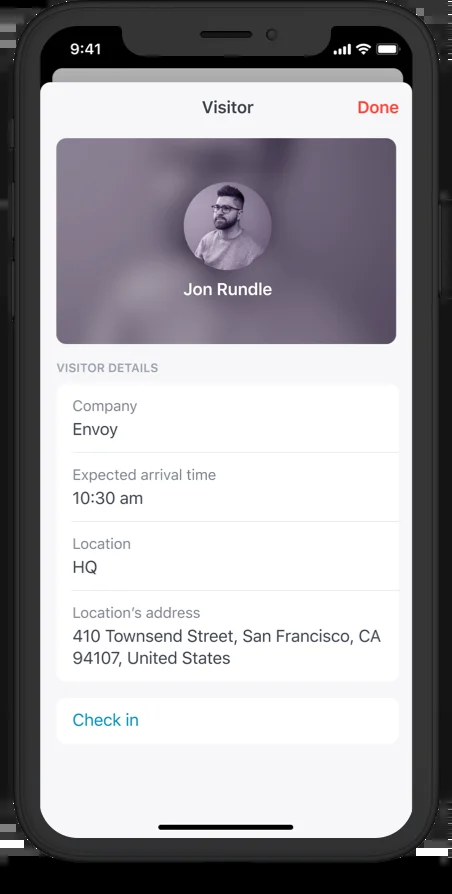 9:41
Visitor Done
Jon Rundle
VISITOR DETAILS
Company
Envoy
Expected arrival time
10:30 am
Location
HQ
Location’s address
410 Townsend Street, San Francisco, CA
94107, United States
Check in